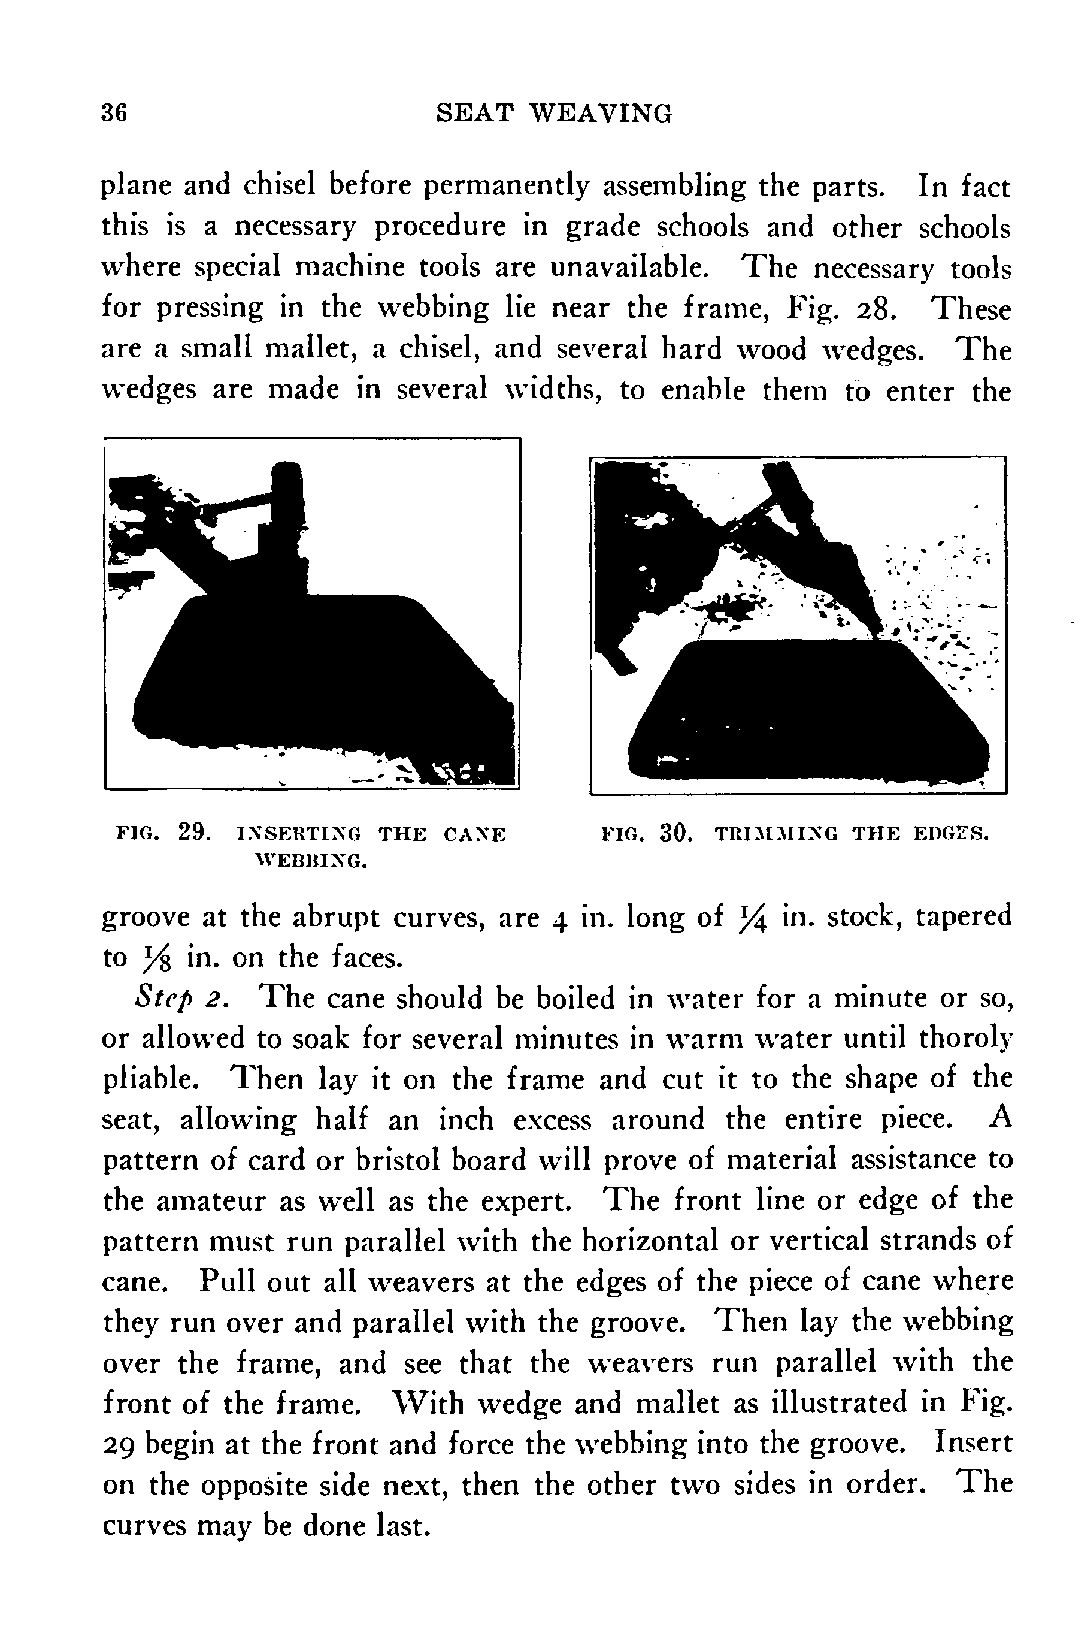 36 SEAT WEAVING
plane and chisel before permanently assembling the parts. In fact
this is a necessary procedure in grade schools and other schools
where special machine tools are unavailable. The necessary tools
for pressing in the webbing lie near the frame, Fig. 28. These
are a small mallet, a chisel, and several hard wood wedges. The
wedges are made in several widths, to enable them to enter the
FIG. 29. INSERTING THE CANE
WEBBING.
FIG. 30. TRIMMING THE EDGES.
groove at the abrupt curves, are 4 in. long of ¼ in. stock, tapered
to ⅛ in. on the faces.
Step 2. The cane should be boiled in water for a minute or so,
or allowed to soak for several minutes in warm water until thoroly
pliable. Then lay it on the frame and cut it to the shape of the
seat, allowing half an inch excess around the entire piece. A
pattern of card or bristol board will prove of material assistance to
the amateur as well as the expert. The front line or edge of the
pattern must run parallel with the horizontal or vertical strands of
cane. Pull out all weavers at the edges of the piece of cane where
they run over and parallel with the groove. Then lay the webbing
over the frame, and see that the weavers run parallel with the
front of the frame. With wedge and mallet as illustrated in Fig.
29 begin at the front and force the webbing into the groove. Insert
on the opposite side next, then the other two sides in order. The
curves may be done last.